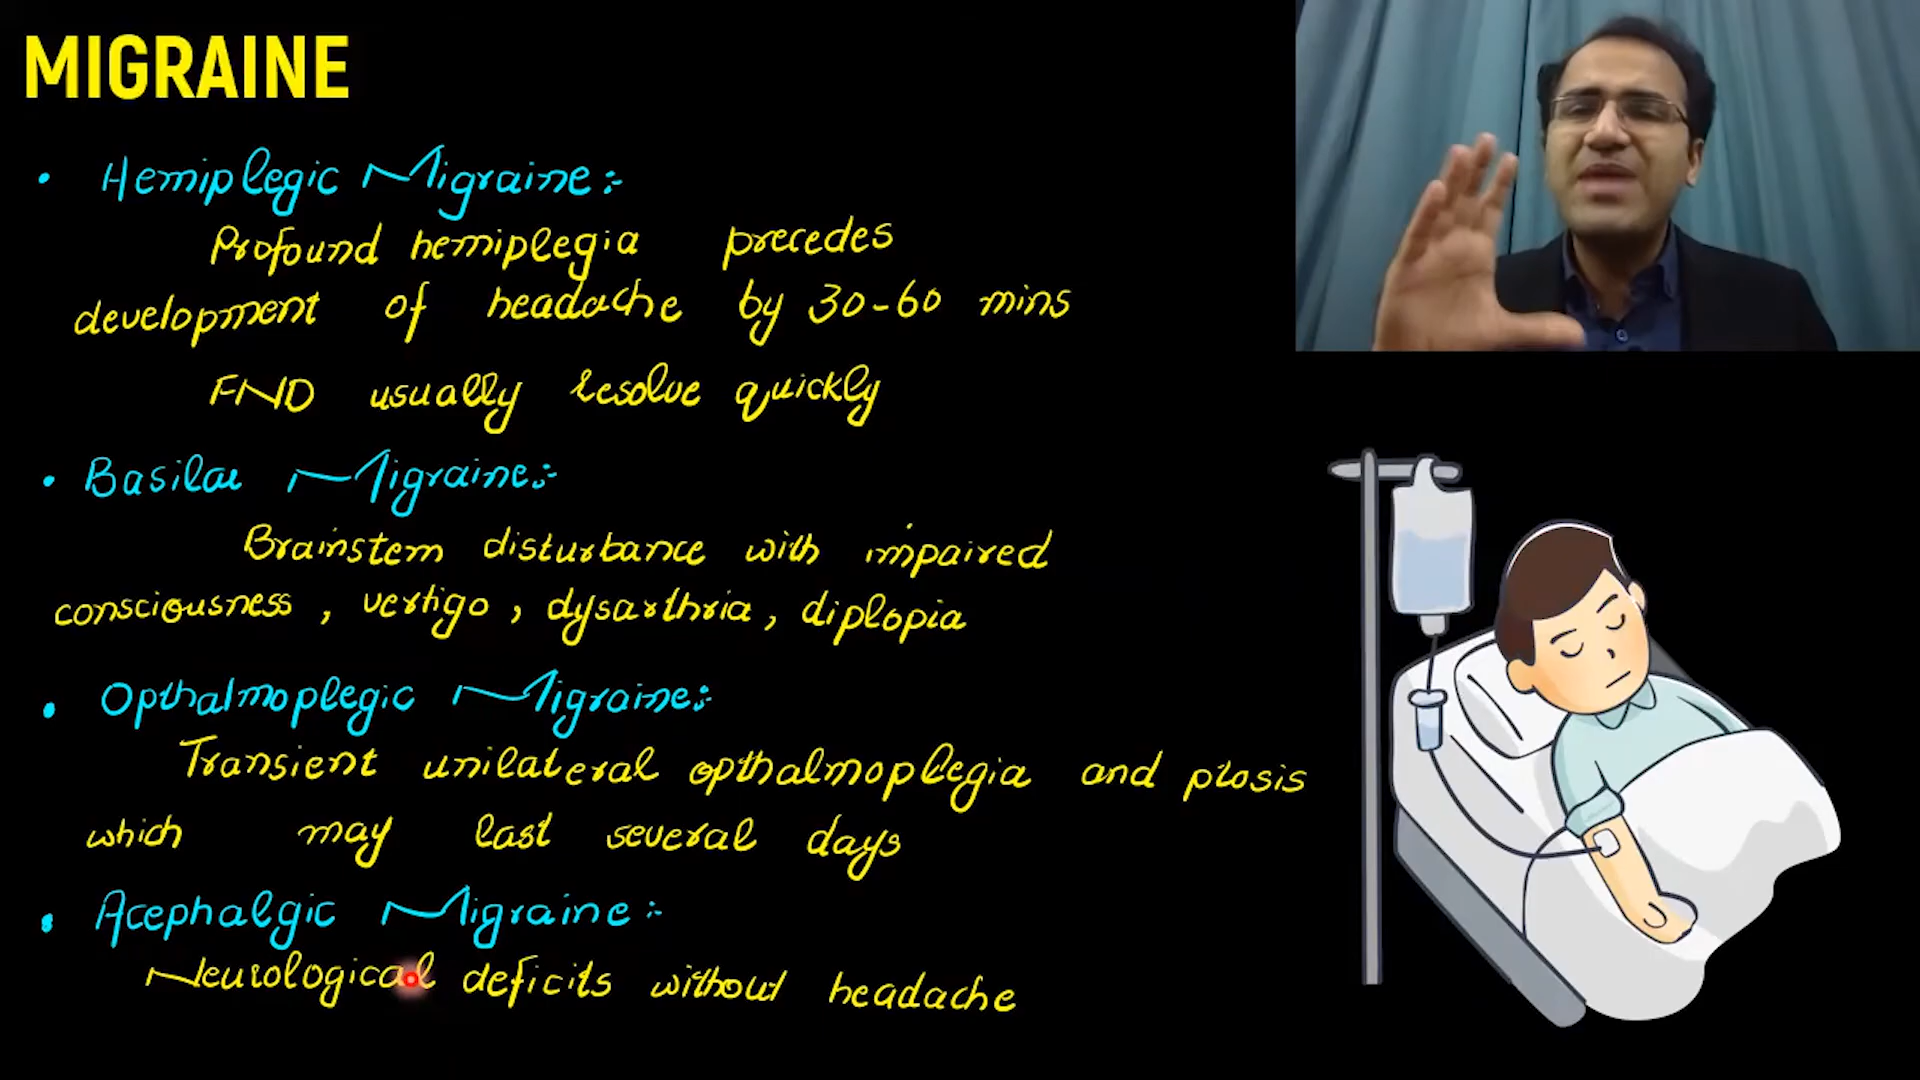 MIGRAINE
• Hemiplegic Migraine:-
Profound hemiplegia precedes
development of headache by 30-60 mins
FND usually resolve quickly
• Basilar Migraine:-
Brainstem disturbance with impaired
consciousness, vertigo, dysarthria, diplopia
• Opthalmoplegic Migraine:-
Transient unilateral opthalmoplegia and ptosis
which may last several days
• Acephalgic Migraine:-
Neurological deficits without headache